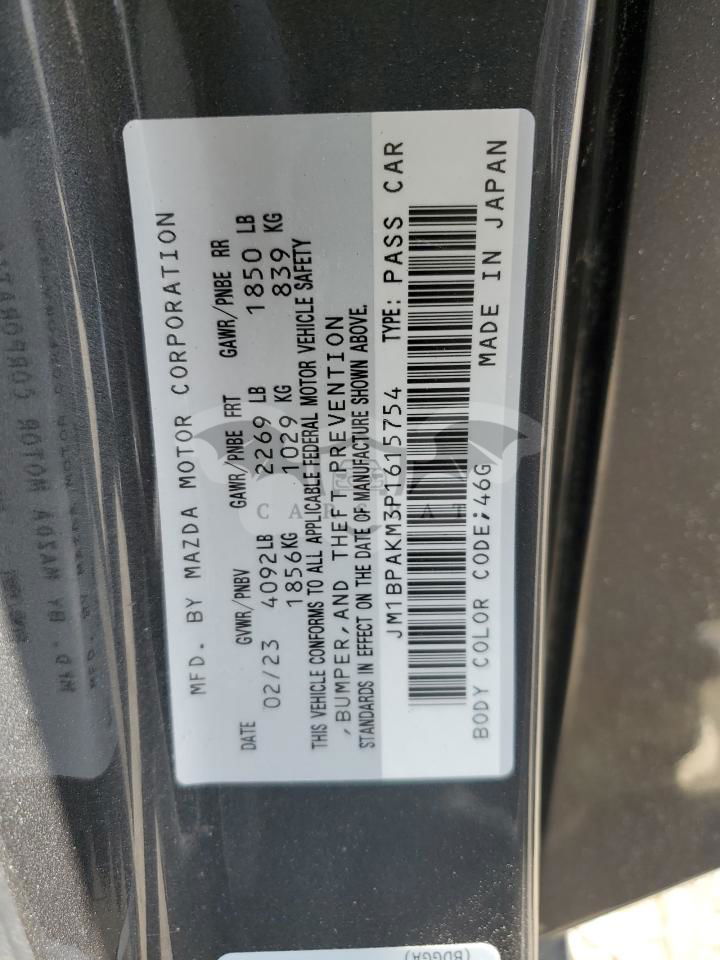 MFD. BY MAZDA MOTOR CORPORATION
DATE GVWR/PNBV GAWR/PNBE FRT GAWR/PNBE RR
02/23 4092LB 2269 LB 1850 LB
1856KG 1029 KG 839 KG
THIS VEHICLE CONFORMS TO ALL APPLICABLE FEDERAL MOTOR VEHICLE SAFETY
,BUMPER,AND THEFT PREVENTION
STANDARDS IN EFFECT ON THE DATE OF MANUFACTURE SHOWN ABOVE.
JM1BPAKM3P1615754 TYPE: PASS CAR
BODY COLOR CODE;46G MADE IN JAPAN
(BDGGA)